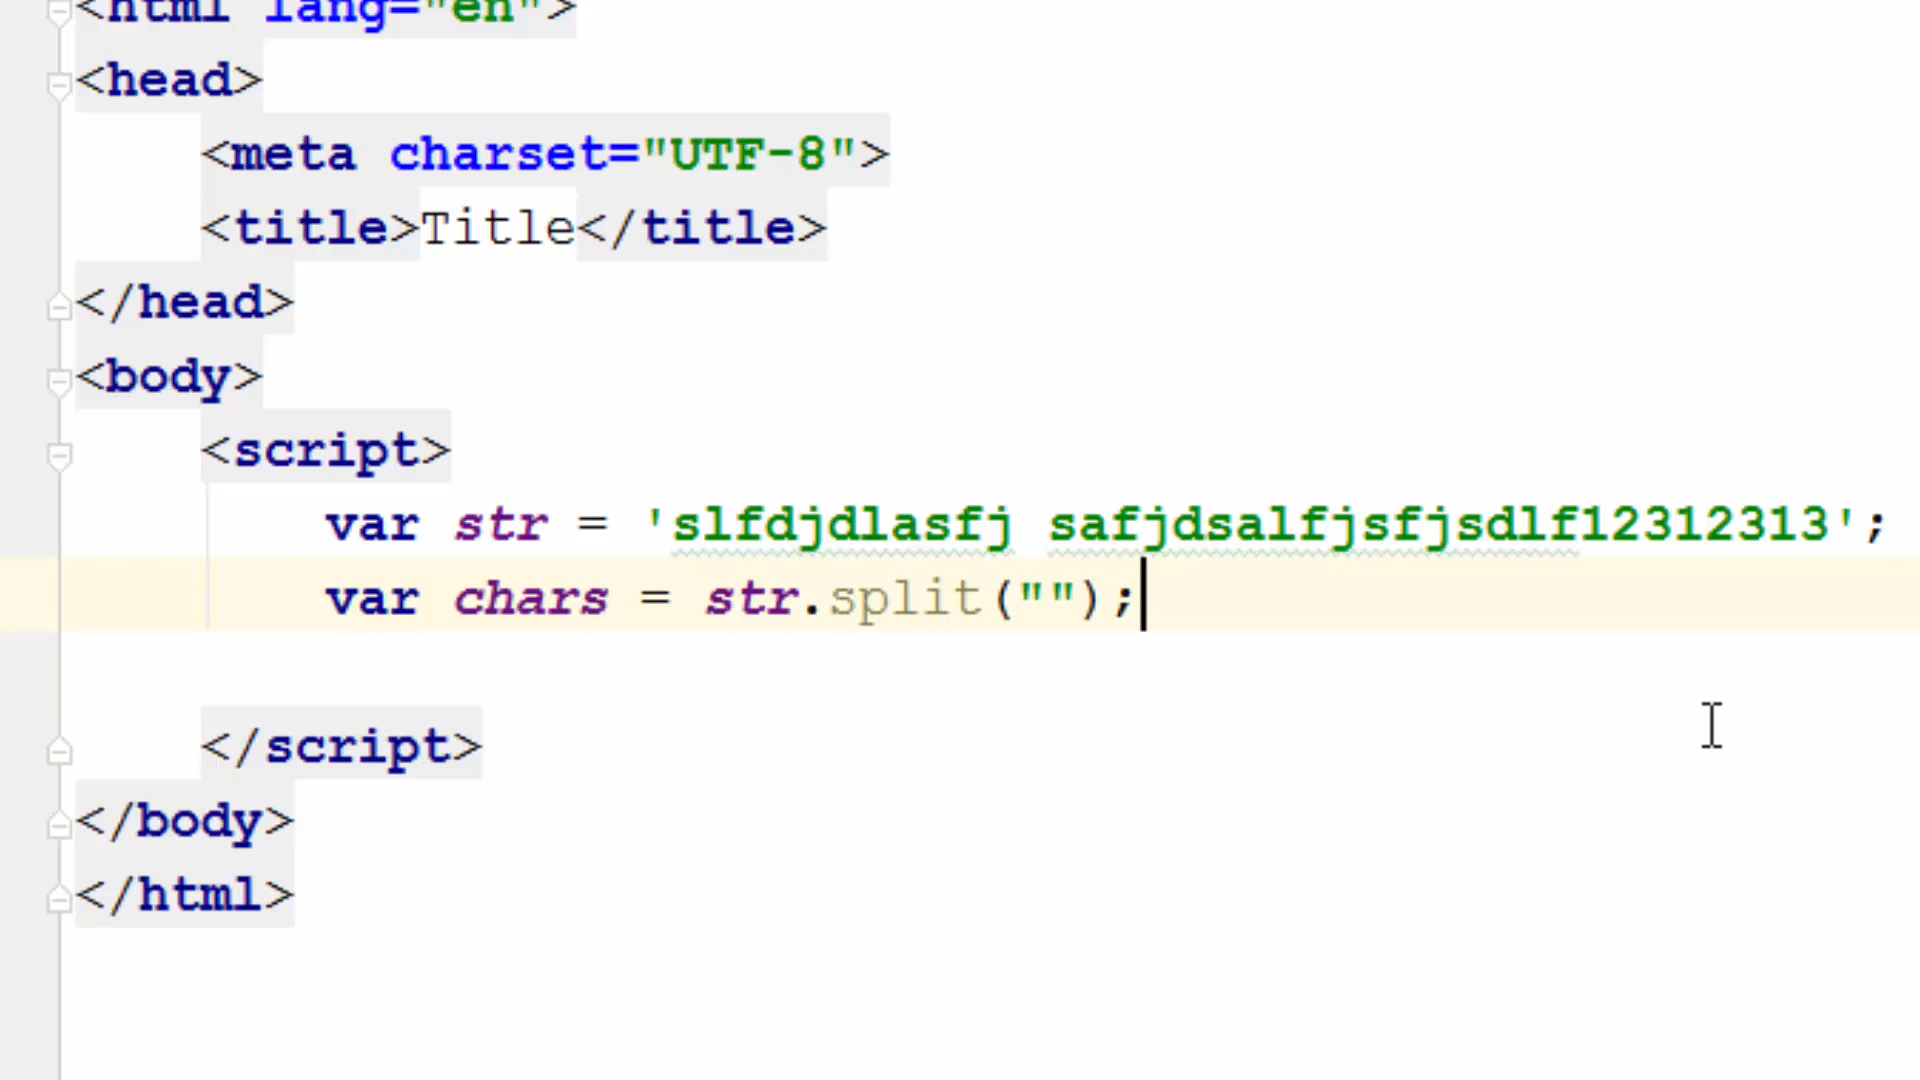 <html lang="en">
<head>
<meta charset="UTF-8">
<title>Title</title>
</head>
<body>
<script>
var str = 'slfdjdlasfj safjdsalfjsfjsdlf12312313';
var chars = str.split("");
</script>
</body>
</html>